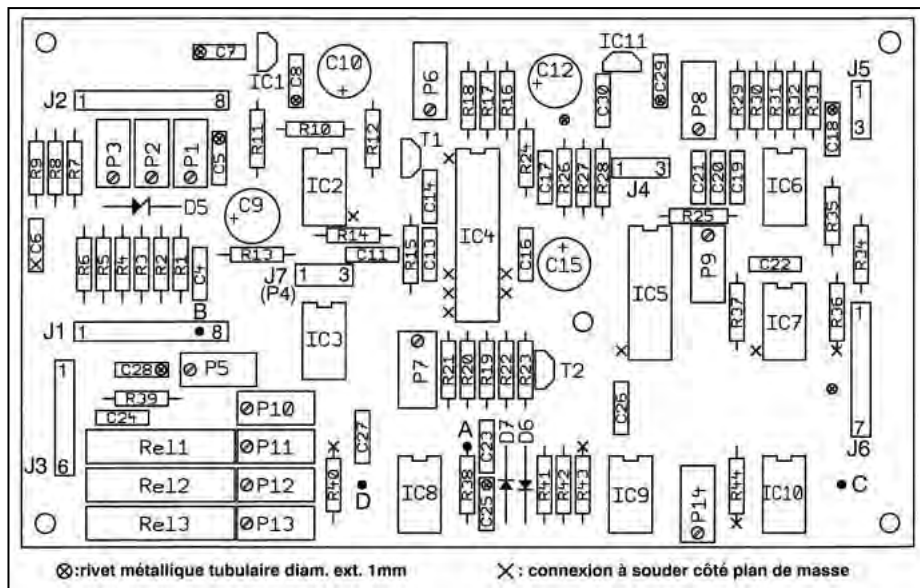 C7 IC1 C8 C10 P6 R18 R17 R16 C12 IC11 C30 C29 P8 R29 R30 R31 R32 R33 J5 1 3 C18
J2 1 8
R9 R8 R7 P3 P2 P1 C5 R11 R10 R12 T1 R24 C17 R26 R27 R28 1 3 J4 C21 C20 C19 IC6
IC2 C14 IC4 R25 R35 R34
D5 C9 R14
C6 R6 R5 R4 R3 R2 R1 C4 R13 C11 R15 C13 C16 C15 IC5 P9 C22
B J7 1 3 (P4) R37 IC7 R36 1
J1 1 8 IC3
C28 P5 P7 R21 R20 R19 R22 R23 T2
1 R39 C24 P10 C26
A C23 D7 D6 7
Rel1 P11 C27 J6
J3 6 Rel2 P12 R40 D IC8 R38 C25 R41 R42 R43 IC9 P14 R44 IC10 C
Rel3 P13
:rivet métallique tubulaire diam. ext. 1mm
: connexion à souder côté plan de masse